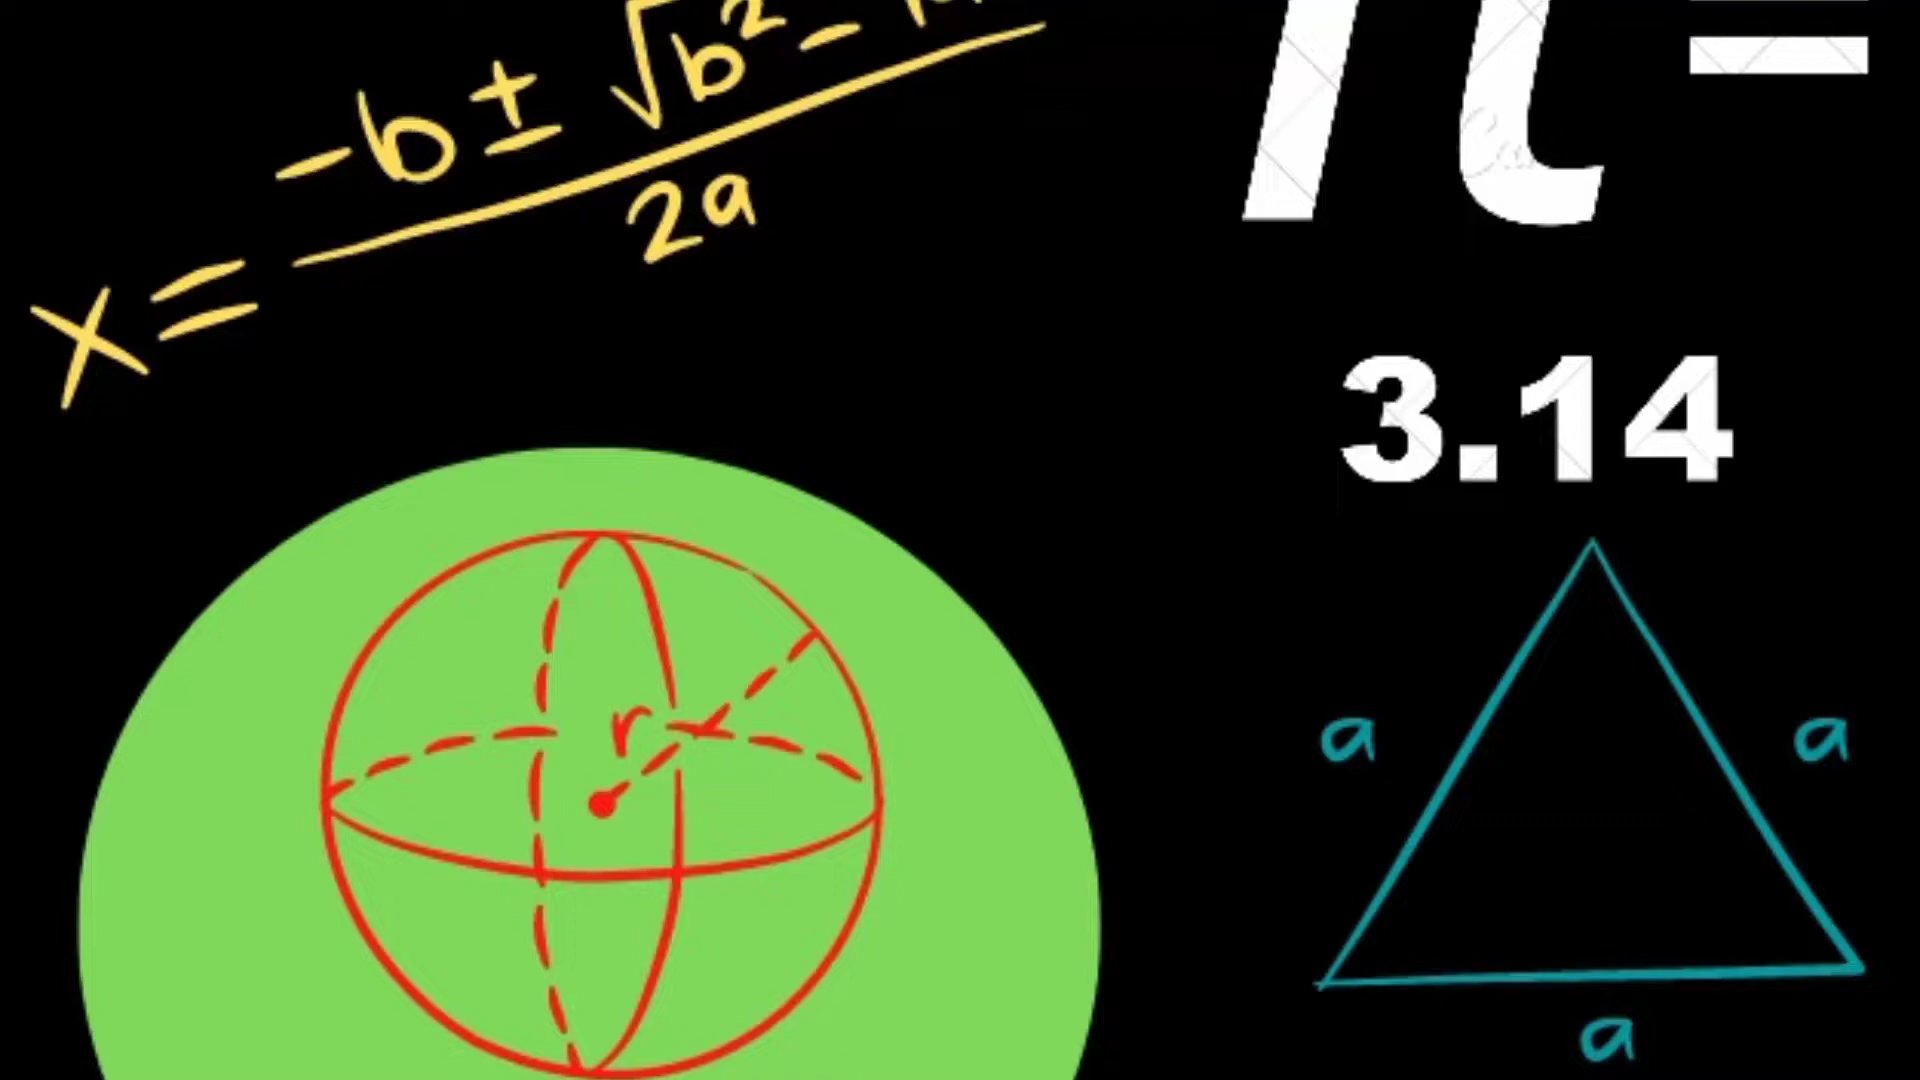 -b ± √b² -
x =
2a
π =
3.14
r
a a
a